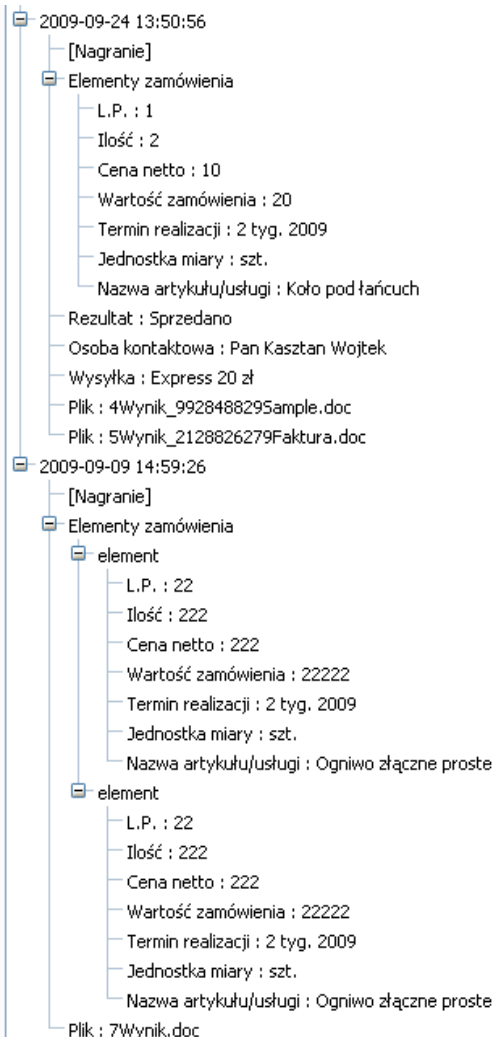 2009-09-24 13:50:56
[Nagranie]
Elementy zamówienia
L.P. : 1
Ilość : 2
Cena netto : 10
Wartość zamówienia : 20
Termin realizacji : 2 tyg. 2009
Jednostka miary : szt.
Nazwa artykułu/usługi : Koło pod łańcuch
Rezultat : Sprzedano
Osoba kontaktowa : Pan Kasztan Wojtek
Wysyłka : Express 20 zł
Plik : 4Wynik_992848829Sample.doc
Plik : 5Wynik_2128826279Faktura.doc
2009-09-09 14:59:26
[Nagranie]
Elementy zamówienia
element
L.P. : 22
Ilość : 222
Cena netto : 222
Wartość zamówienia : 22222
Termin realizacji : 2 tyg. 2009
Jednostka miary : szt.
Nazwa artykułu/usługi : Ogniwo złączne proste
element
L.P. : 22
Ilość : 222
Cena netto : 222
Wartość zamówienia : 22222
Termin realizacji : 2 tyg. 2009
Jednostka miary : szt.
Nazwa artykułu/usługi : Ogniwo złączne proste
Plik : 7Wynik.doc